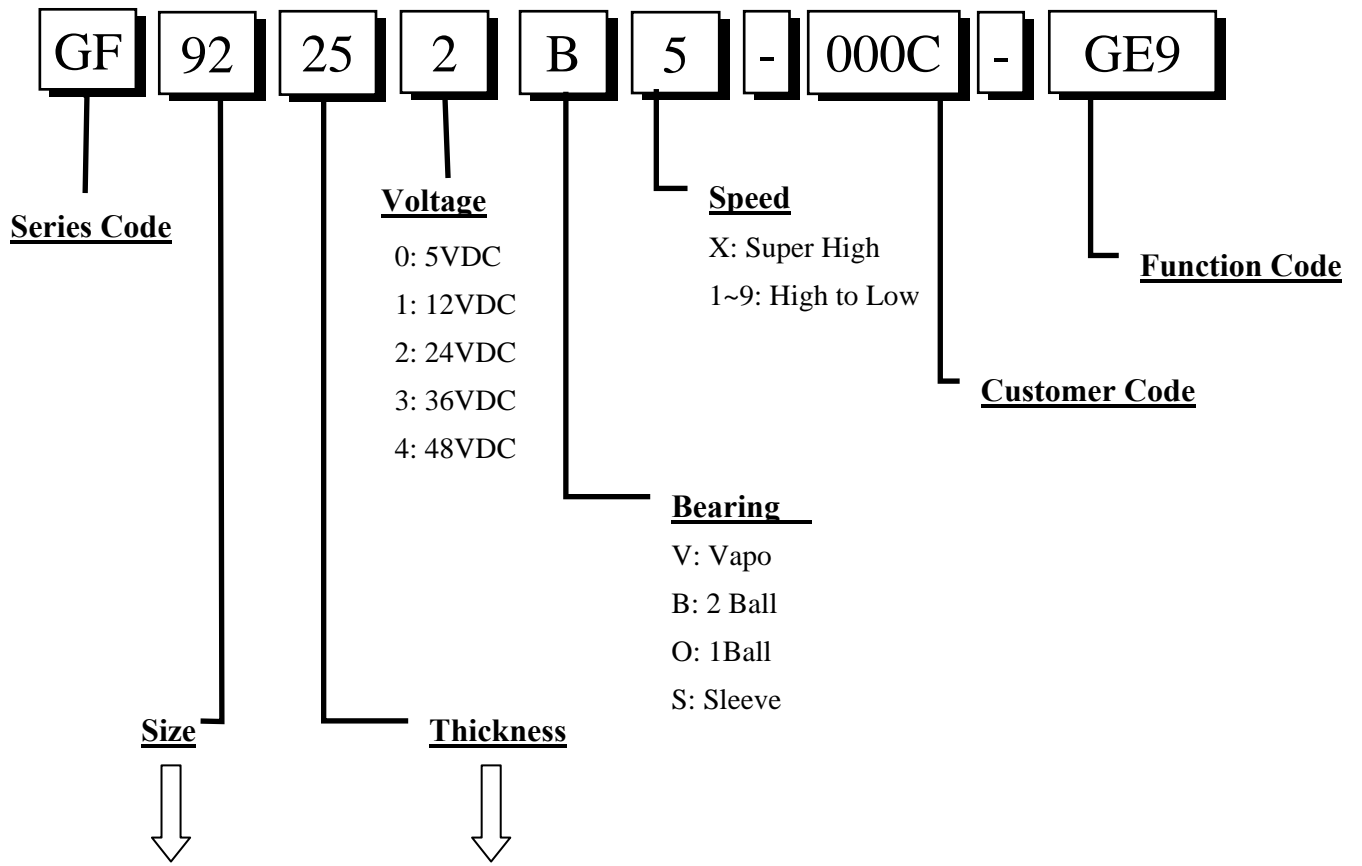 GF 92 25 2 B 5 - 000C - GE9
Series Code
Voltage
0: 5VDC
1: 12VDC
2: 24VDC
3: 36VDC
4: 48VDC
Speed
X: Super High
1~9: High to Low
Function Code
Customer Code
Bearing
V: Vapo
B: 2 Ball
O: 1Ball
S: Sleeve
Size
Thickness